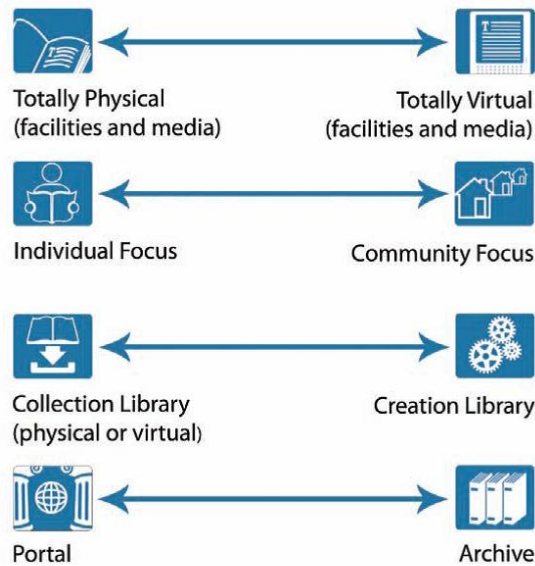 Totally Physical
(facilities and media)
Totally Virtual
(facilities and media)
Individual Focus
Community Focus
Collection Library
(physical or virtual)
Creation Library
Portal
Archive